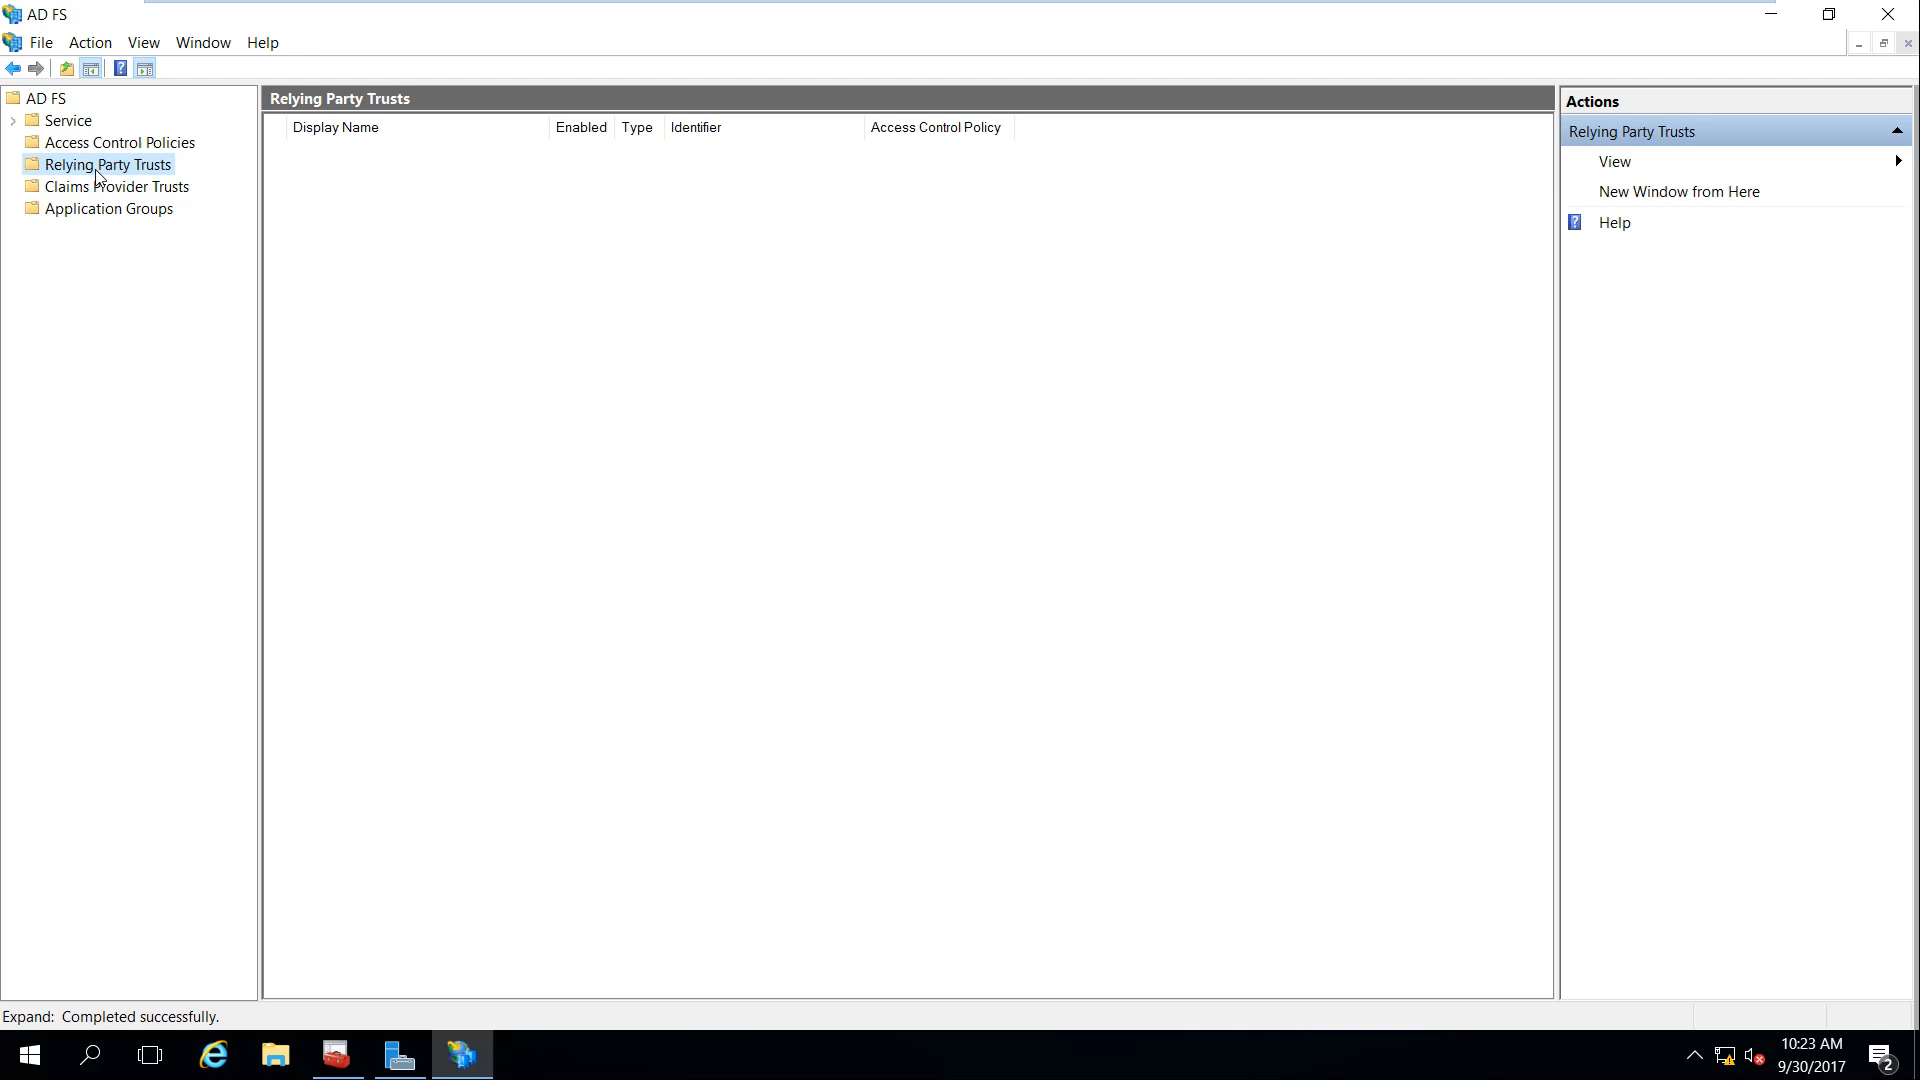 AD FS
File Action View Window Help
AD FS
Service
Access Control Policies
Relying Party Trusts
Claims Provider Trusts
Application Groups
Relying Party Trusts
Display Name Enabled Type Identifier Access Control Policy
Actions
Relying Party Trusts
View
New Window from Here
Help
Expand: Completed successfully.
10:23 AM
9/30/2017
2